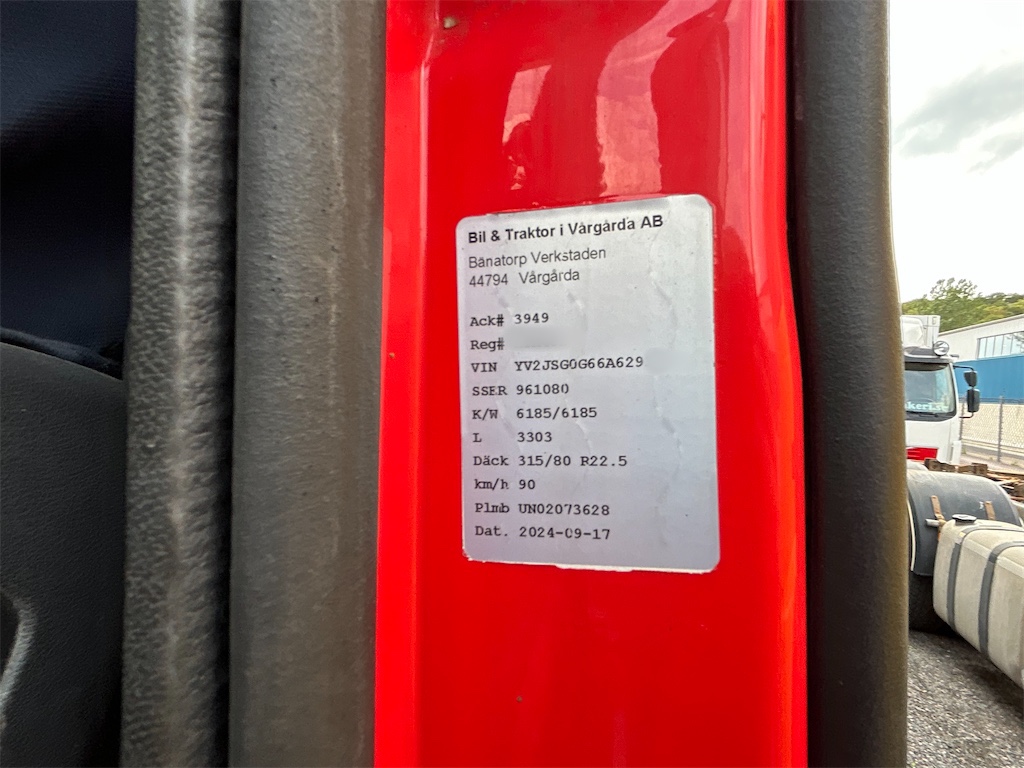 Bil & Traktor i Vårgårda AB
Bänatorp Verkstaden
44794 Vårgårda
Ack# 3949
Reg#
VIN YV2JSG0G66A629
SSER 961080
K/W 6185/6185
L 3303
Däck 315/80 R22.5
km/h 90
Plmb UN02073628
Dat. 2024-09-17